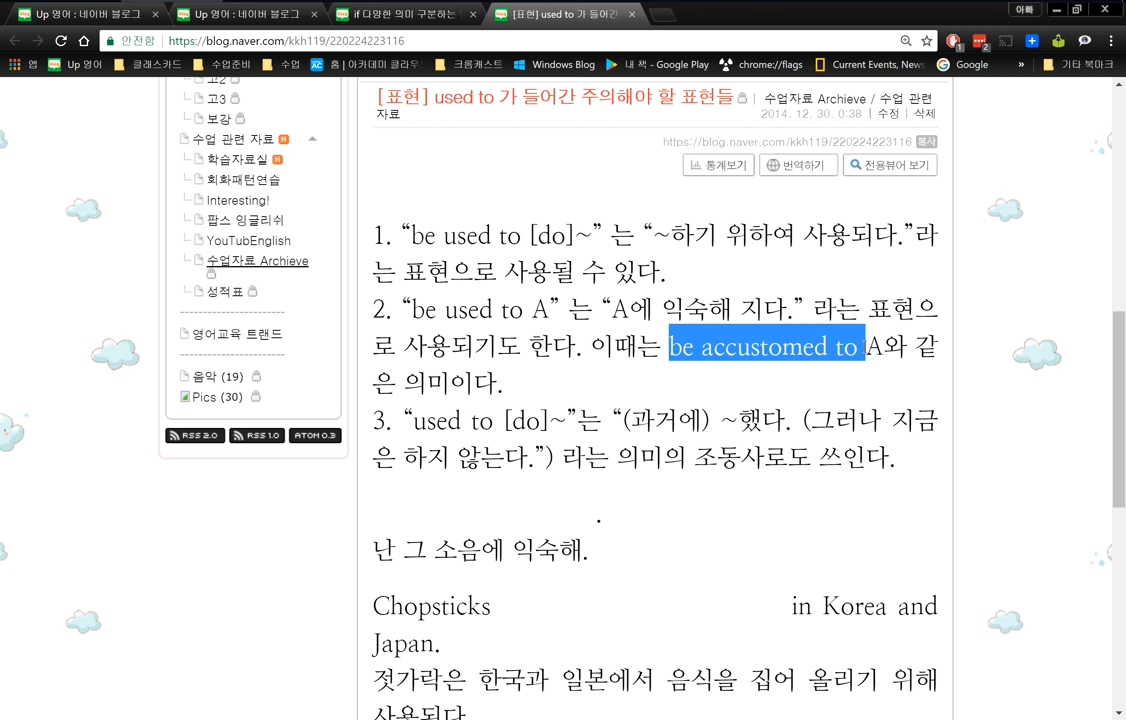 Up 영어 : 네이버 블로그
Up 영어 : 네이버 블로그
if 다양한 의미 구분하는
[표현] used to 가 들어간
아빠
안전함 https://blog.naver.com/kkh119/220224223116
앱
Up 영어
클래스카드
수업준비
수업
홈 | 아카데미 클라우
크롬캐스트
Windows Blog
내 책 - Google Play
chrome://flags
Current Events, News
Google
»
기타 북마크
고2
고3
보강
수업 관련 자료
학습자료실
회화패턴연습
Interesting!
팝스 잉글리쉬
YouTubEnglish
수업자료 Archieve
성적표
영어교육 트랜드
음악 (19)
Pics (30)
RSS 2.0
RSS 1.0
ATOM 0.3
[표현] used to 가 들어간 주의해야 할 표현들 | 수업자료 Archieve / 수업 관련
자료
2014. 12. 30. 0:38 | 수정 | 삭제
https://blog.naver.com/kkh119/220224223116 복사
통계보기
번역하기
전용뷰어 보기
1. “be used to [do]~” 는 “~하기 위하여 사용되다.”라
는 표현으로 사용될 수 있다.
2. “be used to A” 는 “A에 익숙해 지다.” 라는 표현으
로 사용되기도 한다. 이때는 be accustomed to A와 같
은 의미이다.
3. “used to [do]~”는 “(과거에) ~했다. (그러나 지금
은 하지 않는다.”) 라는 의미의 조동사로도 쓰인다.
.
난 그 소음에 익숙해.
Chopsticks in Korea and
Japan.
젓가락은 한국과 일본에서 음식을 집어 올리기 위해
사용된다